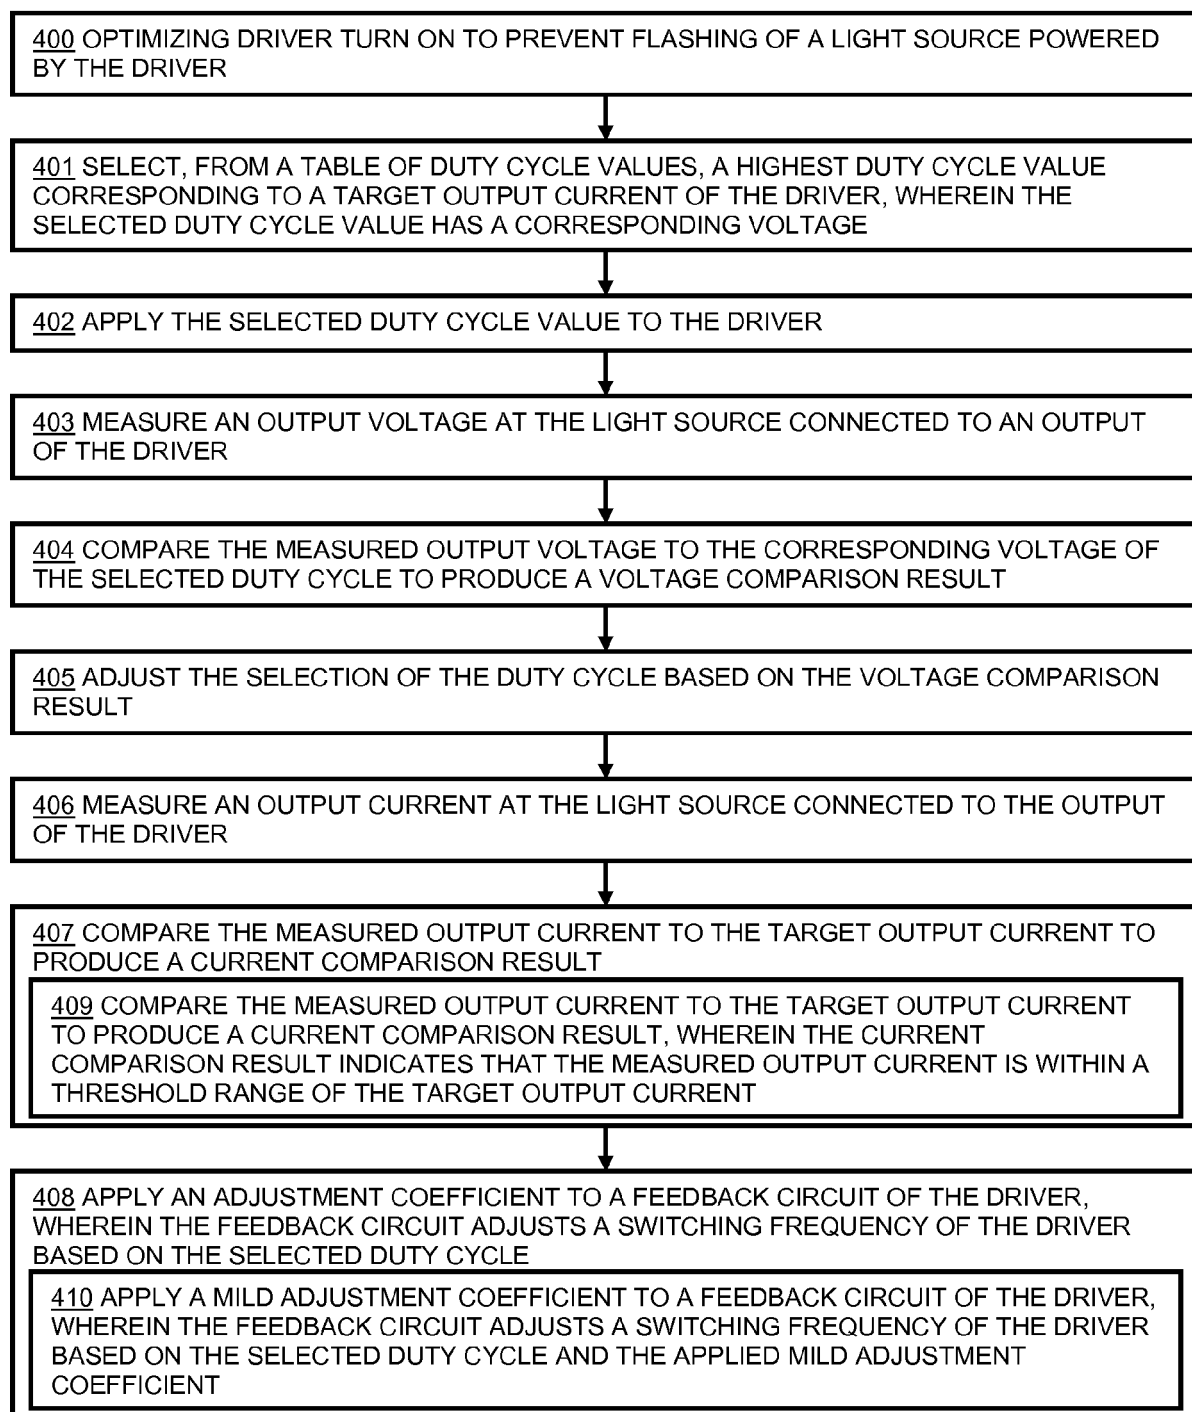 400 OPTIMIZING DRIVER TURN ON TO PREVENT FLASHING OF A LIGHT SOURCE POWERED
BY THE DRIVER
401 SELECT, FROM A TABLE OF DUTY CYCLE VALUES, A HIGHEST DUTY CYCLE VALUE
CORRESPONDING TO A TARGET OUTPUT CURRENT OF THE DRIVER, WHEREIN THE
SELECTED DUTY CYCLE VALUE HAS A CORRESPONDING VOLTAGE
402 APPLY THE SELECTED DUTY CYCLE VALUE TO THE DRIVER
403 MEASURE AN OUTPUT VOLTAGE AT THE LIGHT SOURCE CONNECTED TO AN OUTPUT
OF THE DRIVER
404 COMPARE THE MEASURED OUTPUT VOLTAGE TO THE CORRESPONDING VOLTAGE OF
THE SELECTED DUTY CYCLE TO PRODUCE A VOLTAGE COMPARISON RESULT
405 ADJUST THE SELECTION OF THE DUTY CYCLE BASED ON THE VOLTAGE COMPARISON
RESULT
406 MEASURE AN OUTPUT CURRENT AT THE LIGHT SOURCE CONNECTED TO THE OUTPUT
OF THE DRIVER
407 COMPARE THE MEASURED OUTPUT CURRENT TO THE TARGET OUTPUT CURRENT TO
PRODUCE A CURRENT COMPARISON RESULT
409 COMPARE THE MEASURED OUTPUT CURRENT TO THE TARGET OUTPUT CURRENT
TO PRODUCE A CURRENT COMPARISON RESULT, WHEREIN THE CURRENT
COMPARISON RESULT INDICATES THAT THE MEASURED OUTPUT CURRENT IS WITHIN A
THRESHOLD RANGE OF THE TARGET OUTPUT CURRENT
408 APPLY AN ADJUSTMENT COEFFICIENT TO A FEEDBACK CIRCUIT OF THE DRIVER,
WHEREIN THE FEEDBACK CIRCUIT ADJUSTS A SWITCHING FREQUENCY OF THE DRIVER
BASED ON THE SELECTED DUTY CYCLE
410 APPLY A MILD ADJUSTMENT COEFFICIENT TO A FEEDBACK CIRCUIT OF THE DRIVER,
WHEREIN THE FEEDBACK CIRCUIT ADJUSTS A SWITCHING FREQUENCY OF THE DRIVER
BASED ON THE SELECTED DUTY CYCLE AND THE APPLIED MILD ADJUSTMENT
COEFFICIENT